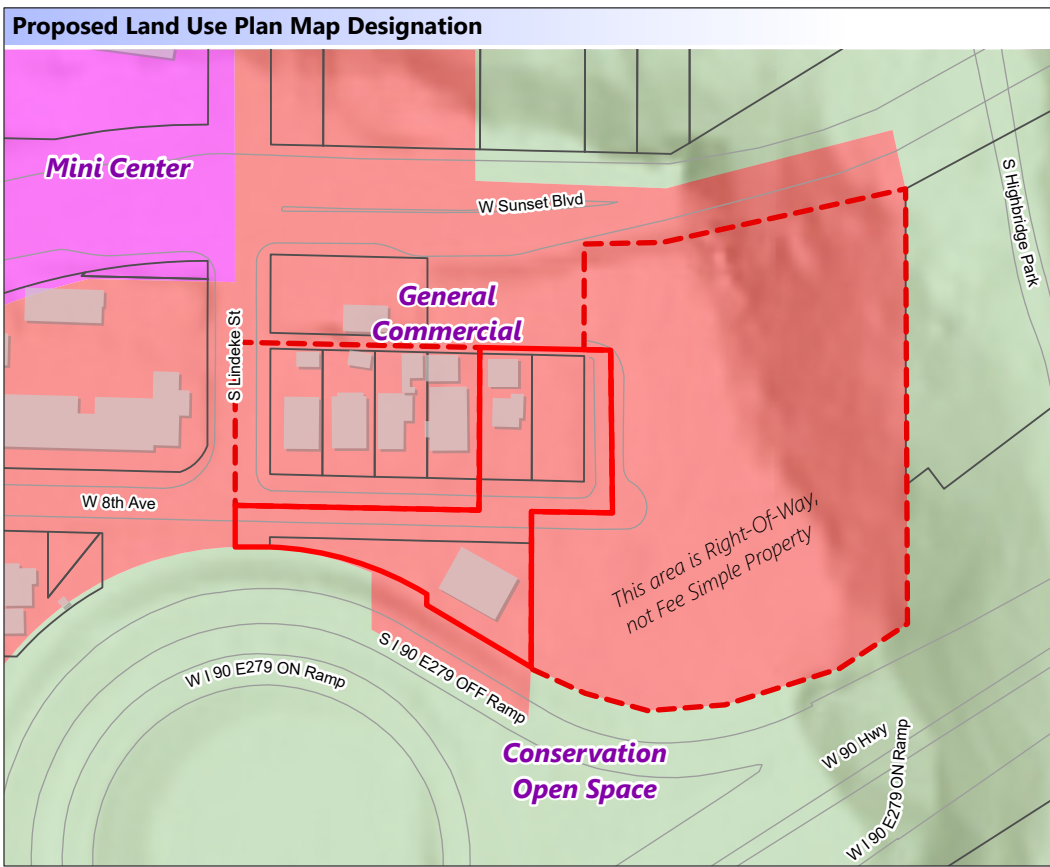 Proposed Land Use Plan Map Designation
Mini Center
S Highbridge Park
W Sunset Blvd
General
Commercial
S Lindeke St
W 8th Ave
This area is Right-Of-Way,
not Fee Simple Property
S I 90 E279 OFF Ramp
W I 90 E279 ON Ramp
Conservation
Open Space
W 90 Hwy
W I 90 E279 ON Ramp